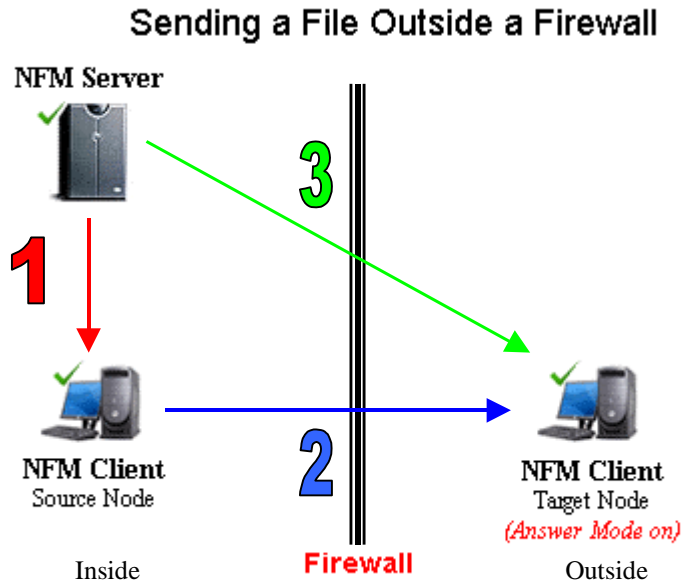 Sending a File Outside a Firewall
NFM Server
3
1
NFM Client
Source Node
2
NFM Client
Target Node
(Answer Mode on)
Inside
Firewall
Outside